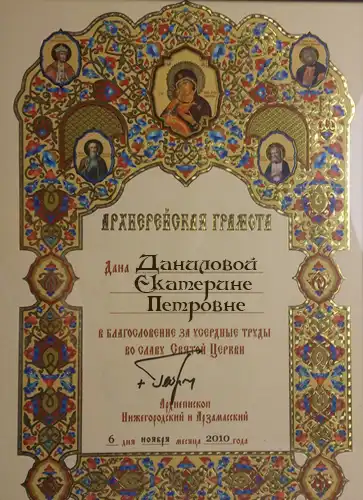 АРХИЕРЕЙСКАЯ ГРАМОТА
ДАНА Даниловой
Екатерине
Петровне
В БЛАГОСЛОВЕНИЕ ЗА УСЕРДНЫЕ ТРУДЫ
ВО СЛАВУ СВЯТОЙ ЦЕРКВИ
АРХИЕПИСКОП
НИЖЕГОРОДСКИЙ И АРЗАМАССКИЙ
6 ДНЯ ноября МЕСЯЦА 2010 ГОДА